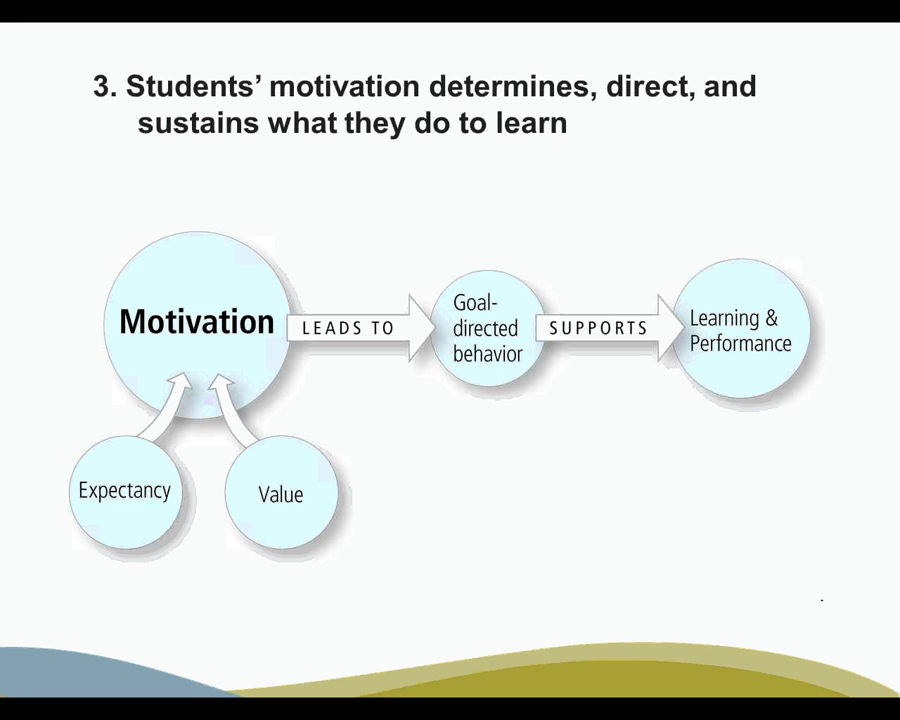 3. Students’ motivation determines, direct, and
sustains what they do to learn
Motivation
LEADS TO
Goal-
directed
behavior
SUPPORTS
Learning &
Performance
Expectancy
Value